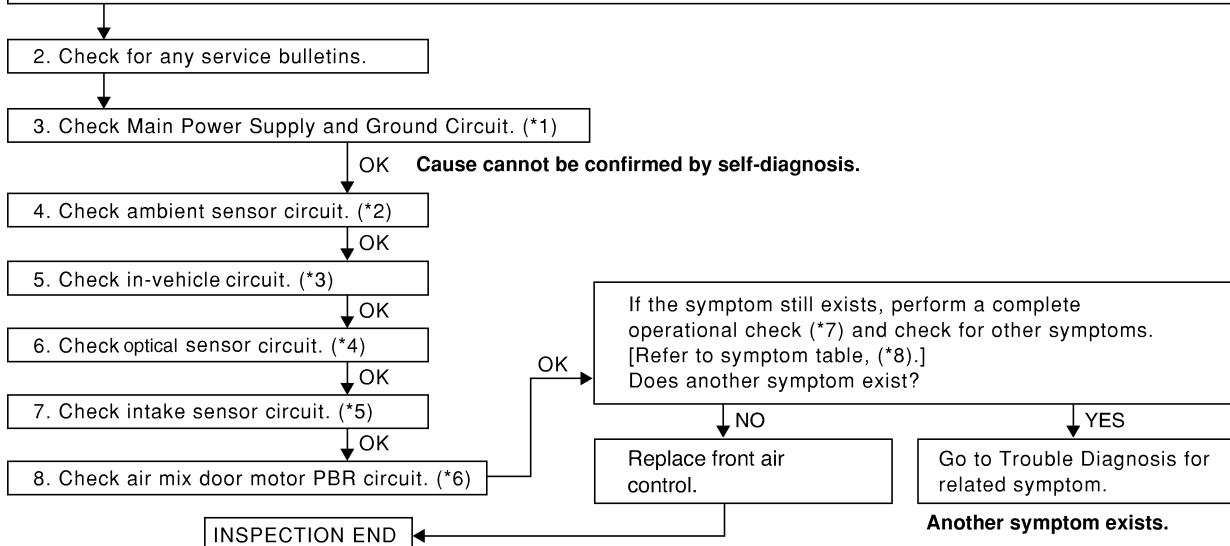 2. Check for any service bulletins.
3. Check Main Power Supply and Ground Circuit. (*1)
OK
Cause cannot be confirmed by self-diagnosis.
4. Check ambient sensor circuit. (*2)
OK
5. Check in-vehicle circuit. (*3)
OK
6. Check optical sensor circuit. (*4)
OK
7. Check intake sensor circuit. (*5)
OK
8. Check air mix door motor PBR circuit. (*6)
OK
If the symptom still exists, perform a complete
operational check (*7) and check for other symptoms.
[Refer to symptom table, (*8).]
Does another symptom exist?
NO
YES
Replace front air
control.
Go to Trouble Diagnosis for
related symptom.
Another symptom exists.
INSPECTION END